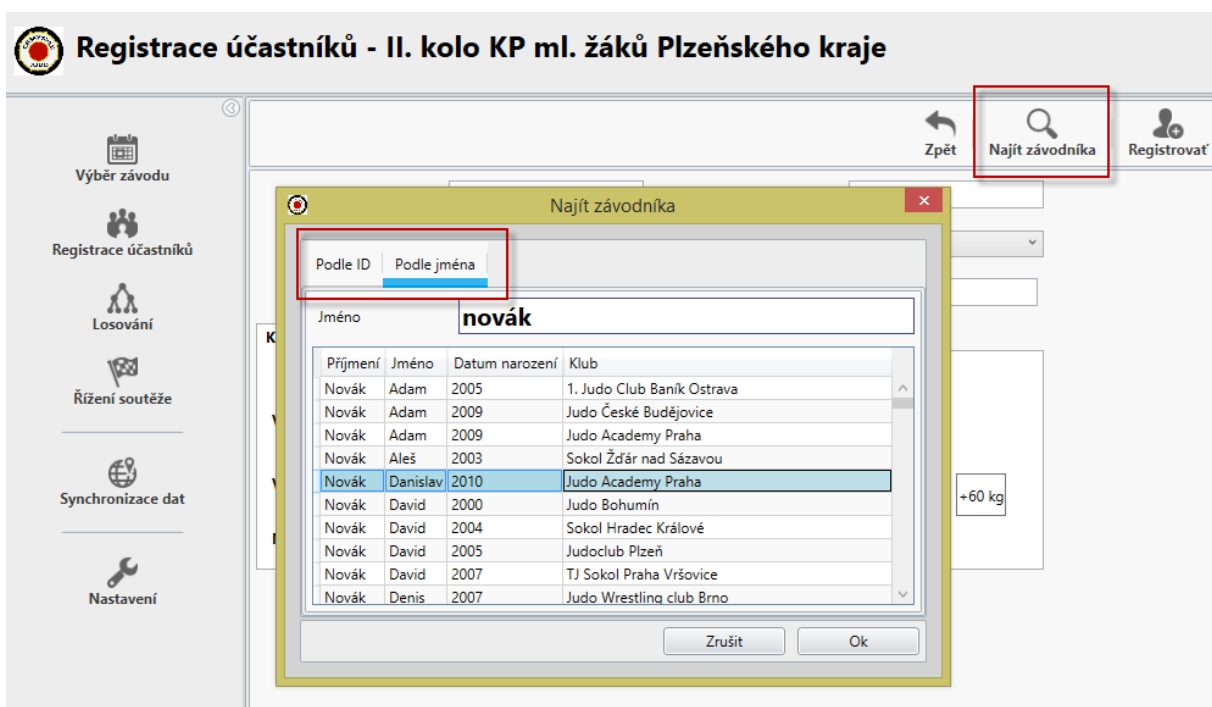 Registrace účastníků - II. kolo KP ml. žáků Plzeňského kraje
Výběr závodu
Registrace účastníků
Losování
Řížení soutěže
Synchronizace dat
Nastavení
Zpět Najít závodníka Registrovať
Najít závodníka
Podle ID Podle jména
Jméno novák
Příjmení Jméno Datum narození Klub
Novák Adam 2005 1. Judo Club Baník Ostrava
Novák Adam 2009 Judo České Budějovice
Novák Adam 2009 Judo Academy Praha
Novák Aleš 2003 Sokol Žďár nad Sázavou
Novák Danislav 2010 Judo Academy Praha
Novák David 2000 Judo Bohumín
Novák David 2004 Sokol Hradec Králové
Novák David 2005 Judoclub Plzeň
Novák David 2007 TJ Sokol Praha Vršovice
Novák Denis 2007 Judo Wrestling club Brno
Zrušit Ok
+60 kg